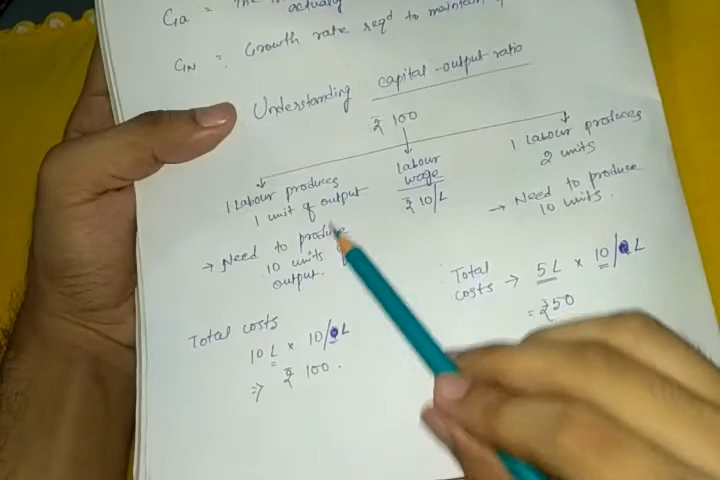 Ga = The
actually
GN : Growth rate reqd to maintain
Understanding capital-output ratio
₹ 100
1 Labour produces
1 unit of output
→ Need to produce
10 units
output.
Total costs
10 L × 10/L
⇒ ₹ 100.
Labour
wage
₹ 10/L
1 Labour produces
2 units
→ Need to produce
10 units.
Total
costs → 5 L × 10/L
= ₹50